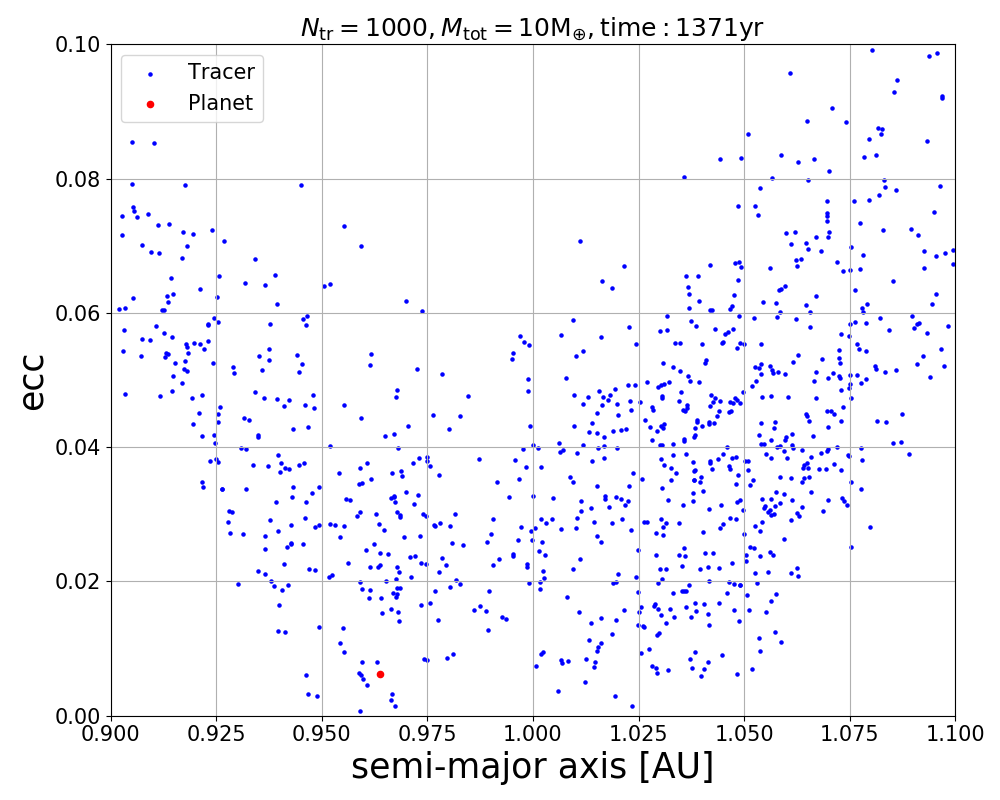 N_tr = 1000, M_tot = 10M_⊕, time : 1371yr
Tracer
Planet
ecc
0.10
0.08
0.06
0.04
0.02
0.00
0.900 0.925 0.950 0.975 1.000 1.025 1.050 1.075 1.100
semi-major axis [AU]